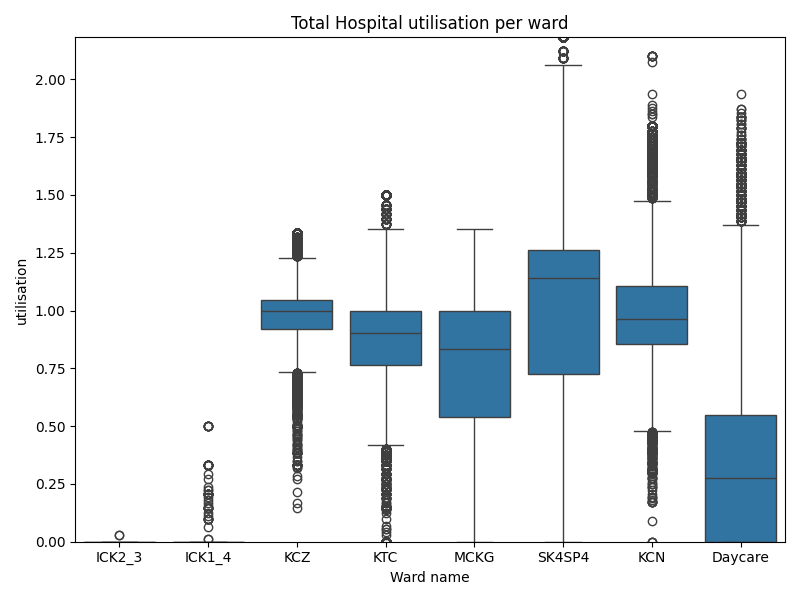 Total Hospital utilisation per ward
utilisation
2.00
1.75
1.50
1.25
1.00
0.75
0.50
0.25
0.00
ICK2_3 ICK1_4 KCZ KTC MCKG SK4SP4 KCN Daycare
Ward name